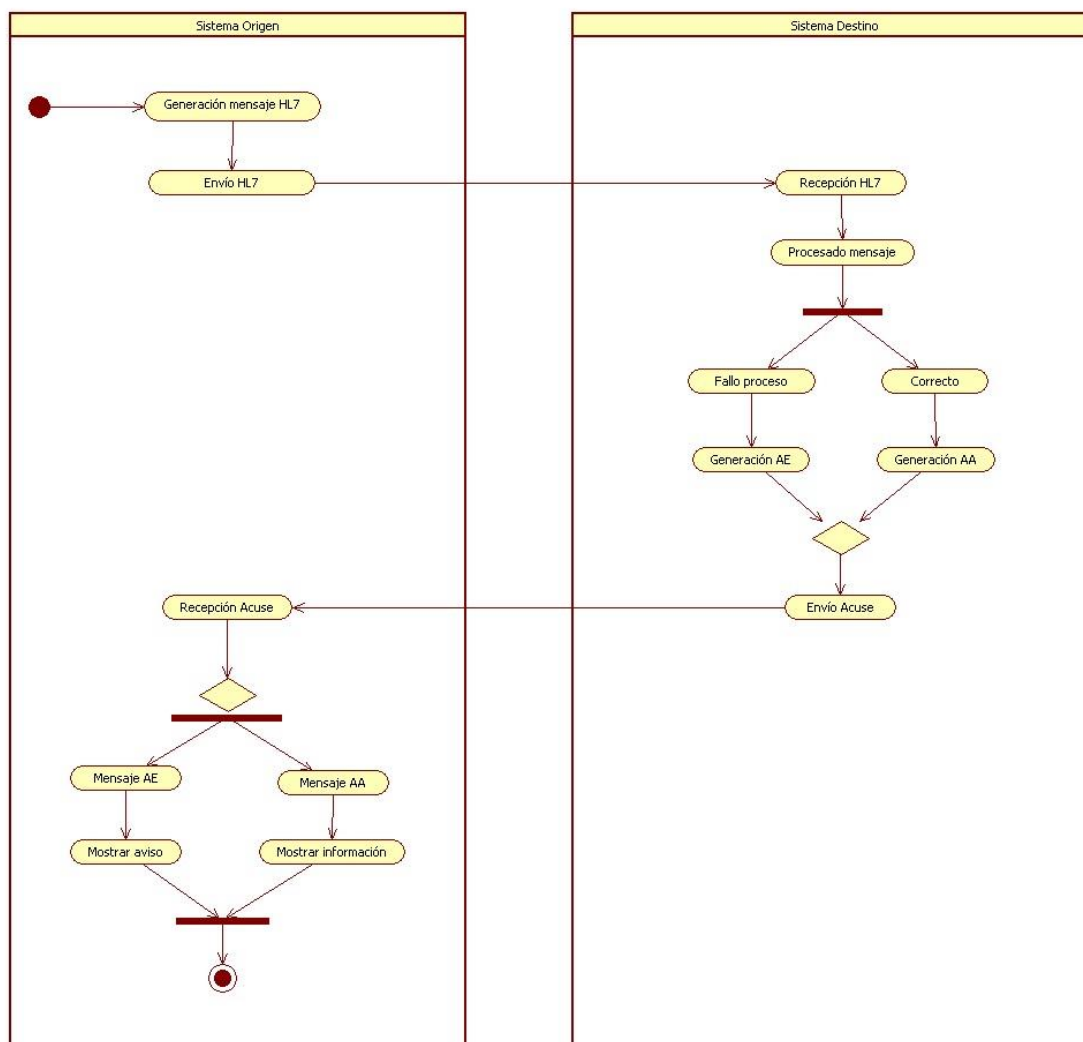 Sistema Origen
Sistema Destino
Generación mensaje HL7
Envío HL7
Recepción HL7
Procesado mensaje
Fallo proceso
Correcto
Generación AE
Generación AA
Envío Acuse
Recepción Acuse
Mensaje AE
Mensaje AA
Mostrar aviso
Mostrar información